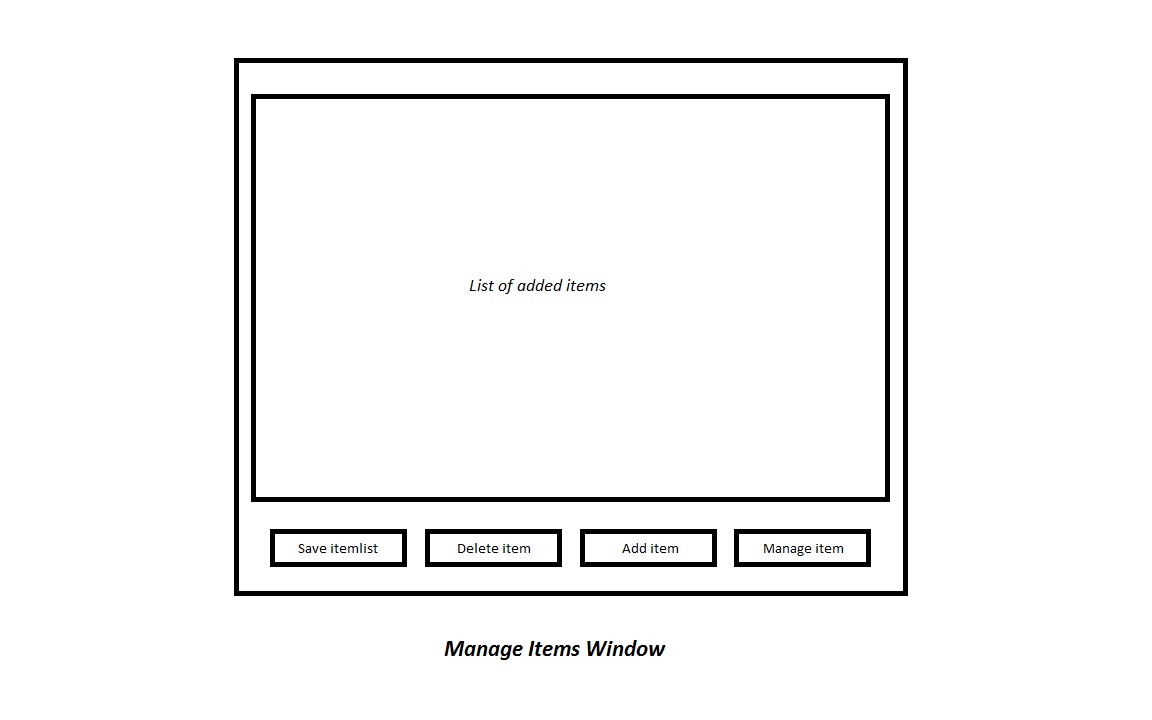 List of added items
Save itemlist
Delete item
Add item
Manage item
Manage Items Window